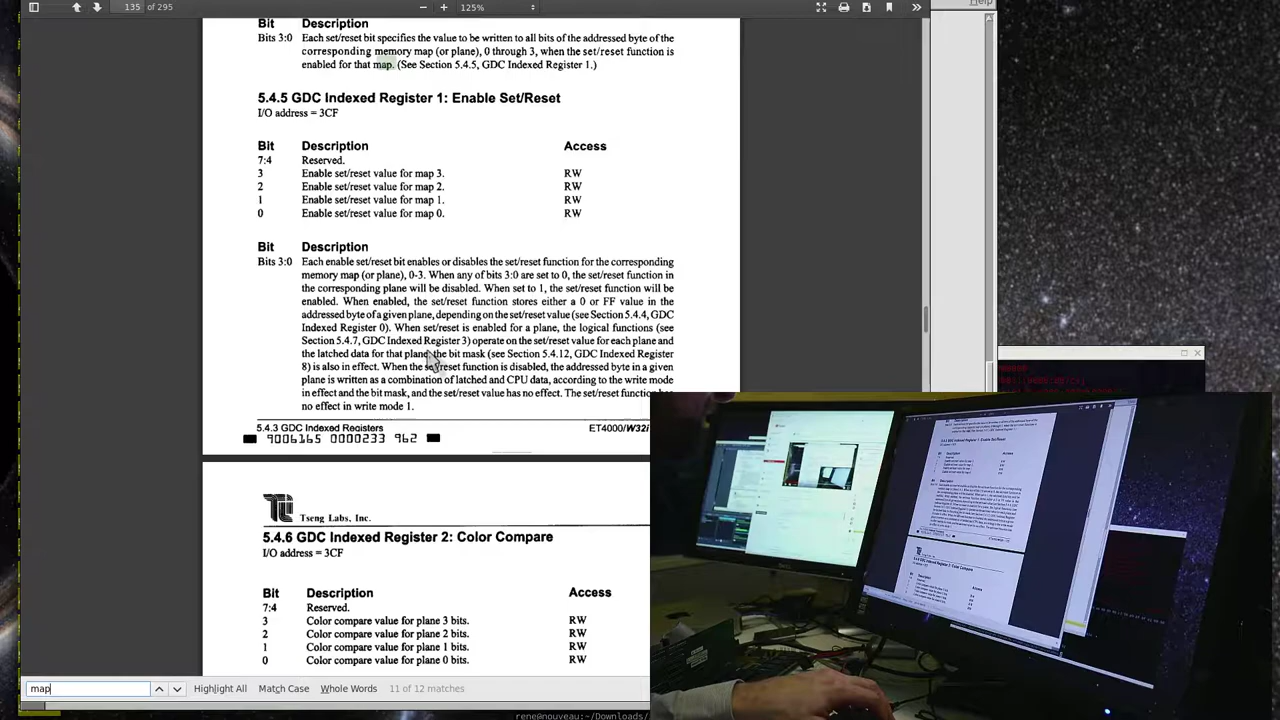 135 of 295
125%
Help
Bit Description
Bits 3:0 Each set/reset bit specifies the value to be written to all bits of the addressed byte of the
corresponding memory map (or plane), 0 through 3, when the set/reset function is
enabled for that map. (See Section 5.4.5, GDC Indexed Register 1.)
5.4.5 GDC Indexed Register 1: Enable Set/Reset
I/O address = 3CF
Bit Description Access
7:4 Reserved.
3 Enable set/reset value for map 3. RW
2 Enable set/reset value for map 2. RW
1 Enable set/reset value for map 1. RW
0 Enable set/reset value for map 0. RW
Bit Description
Bits 3:0 Each enable set/reset bit enables or disables the set/reset function for the corresponding
memory map (or plane), 0-3. When any of bits 3:0 are set to 0, the set/reset function in
the corresponding plane will be disabled. When set to 1, the set/reset function will be
enabled. When enabled, the set/reset function stores either a 0 or FF value in the
addressed byte of a given plane, depending on the set/reset value (see Section 5.4.4, GDC
Indexed Register 0). When set/reset is enabled for a plane, the logical functions (see
Section 5.4.7, GDC Indexed Register 3) operate on the set/reset value for each plane and
the latched data for that plane; the bit mask (see Section 5.4.12, GDC Indexed Register
8) is also in effect. When the set/reset function is disabled, the addressed byte in a given
plane is written as a combination of latched and CPU data, according to the write mode
in effect and the bit mask, and the set/reset value has no effect. The set/reset function has
no effect in write mode 1.
5.4.3 GDC Indexed Registers ET4000/W32i
9006165 0000233 962
Tseng Labs, Inc.
5.4.6 GDC Indexed Register 2: Color Compare
I/O address = 3CF
Bit Description Access
7:4 Reserved.
3 Color compare value for plane 3 bits. RW
2 Color compare value for plane 2 bits. RW
1 Color compare value for plane 1 bits. RW
0 Color compare value for plane 0 bits. RW
map Highlight All Match Case Whole Words 11 of 12 matches
rene@nouveau:~/Downloads/